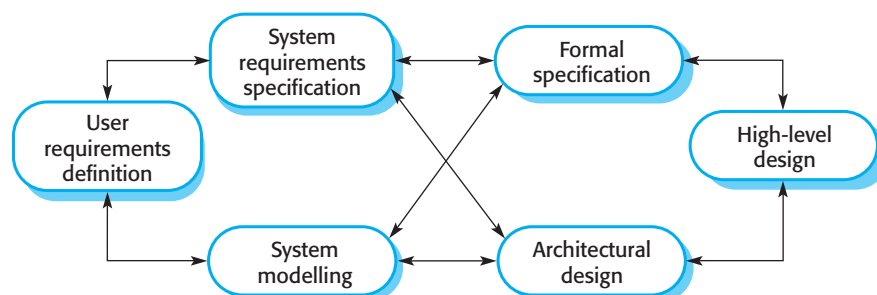 System
requirements
specification
Formal
specification
User
requirements
definition
High-level
design
System
modelling
Architectural
design